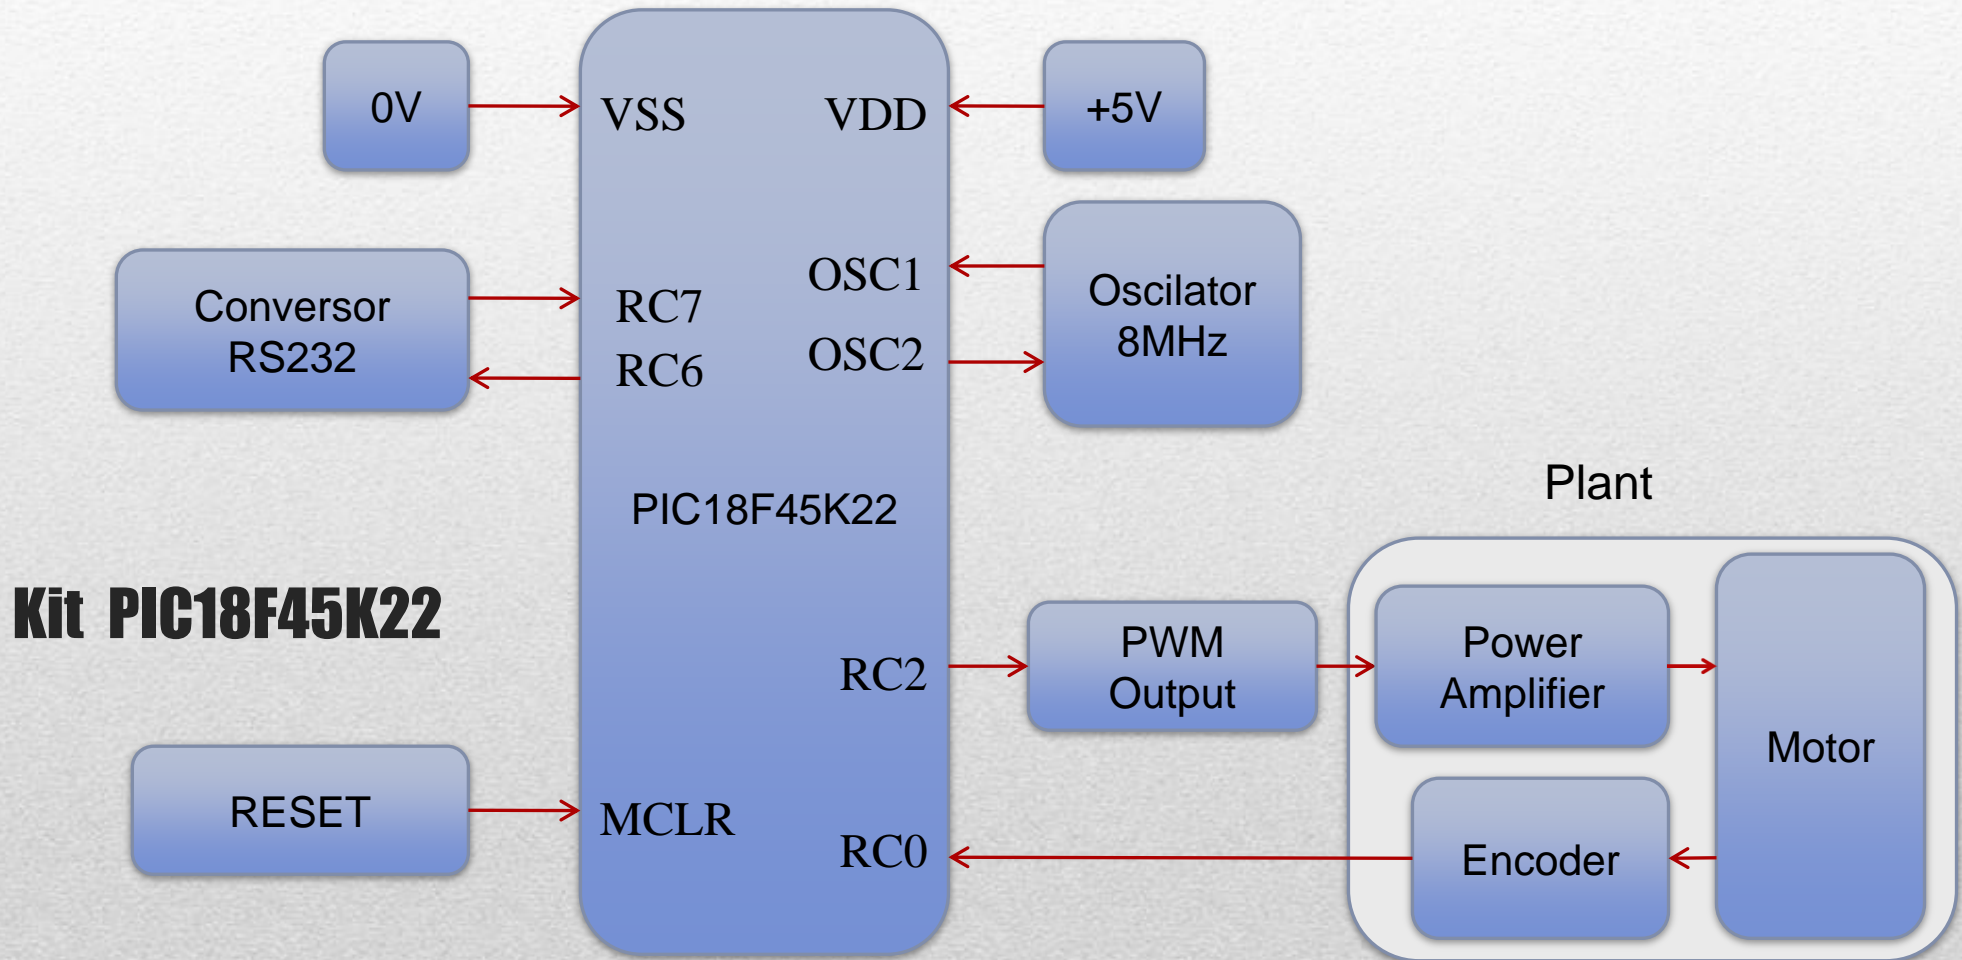 0V
VSS
VDD
+5V
Conversor
RS232
RC7
RC6
OSC1
OSC2
Oscilator
8MHz
PIC18F45K22
Plant
Kit PIC18F45K22
RC2
PWM
Output
Power
Amplifier
Motor
RESET
MCLR
RC0
Encoder